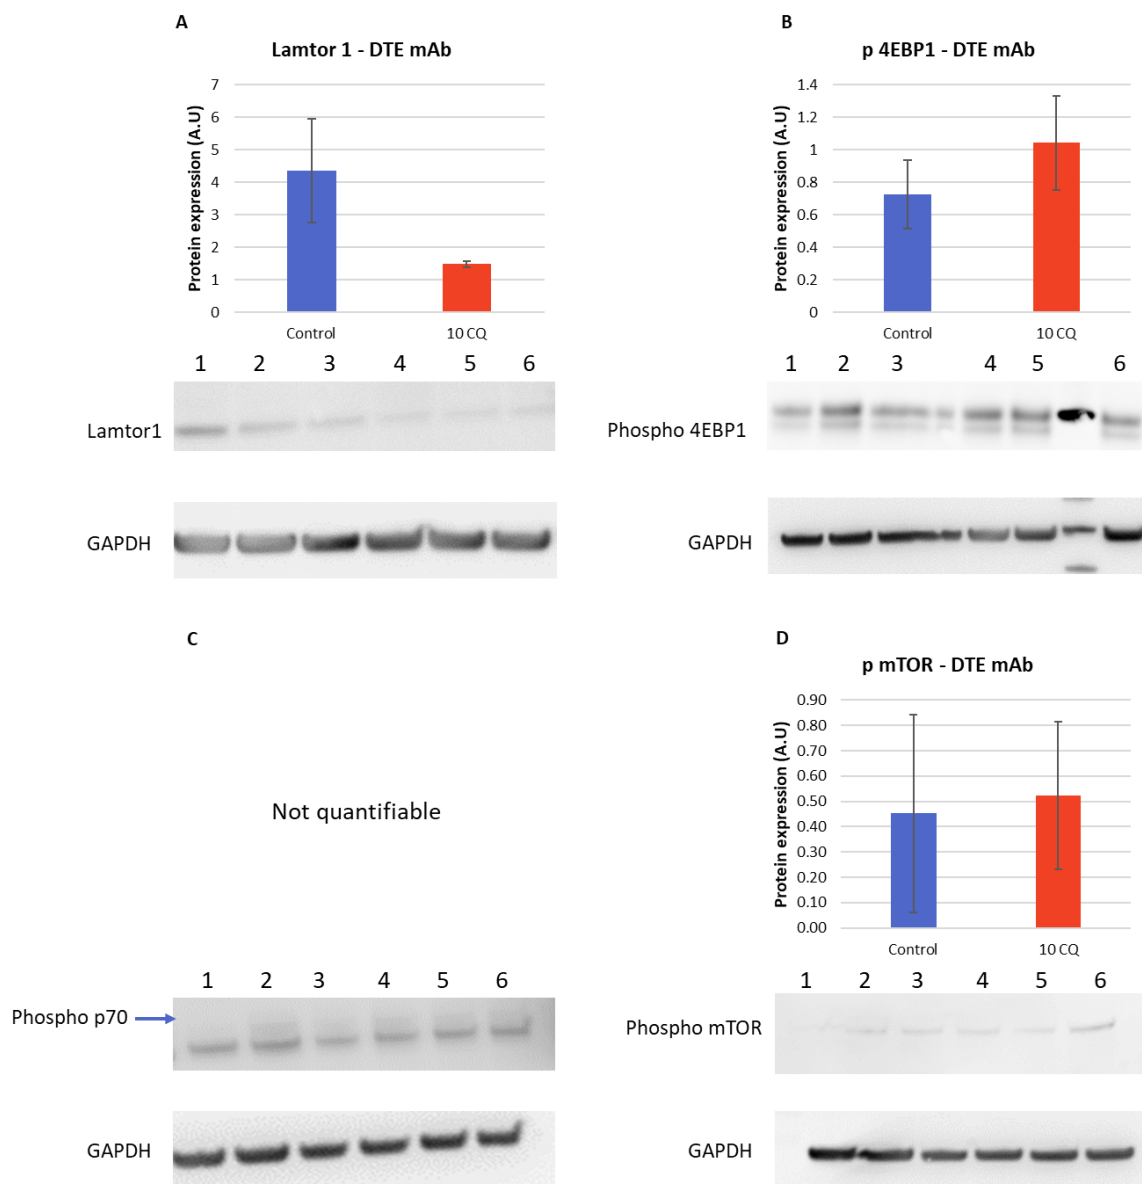 A
Lamtor 1 - DTE mAb
Protein expression (A.U)
7
6
5
4
3
2
1
0
Control
10 CQ
1 2 3 4 5 6
Lamtor1
GAPDH
B
p 4EBP1 - DTE mAb
Protein expression (A.U)
1.4
1.2
1
0.8
0.6
0.4
0.2
0
Control
10 CQ
1 2 3 4 5 6
Phospho 4EBP1
GAPDH
C
Not quantifiable
1 2 3 4 5 6
Phospho p70
GAPDH
D
p mTOR - DTE mAb
Protein expression (A.U)
0.90
0.80
0.70
0.60
0.50
0.40
0.30
0.20
0.10
0.00
Control
10 CQ
1 2 3 4 5 6
Phospho mTOR
GAPDH